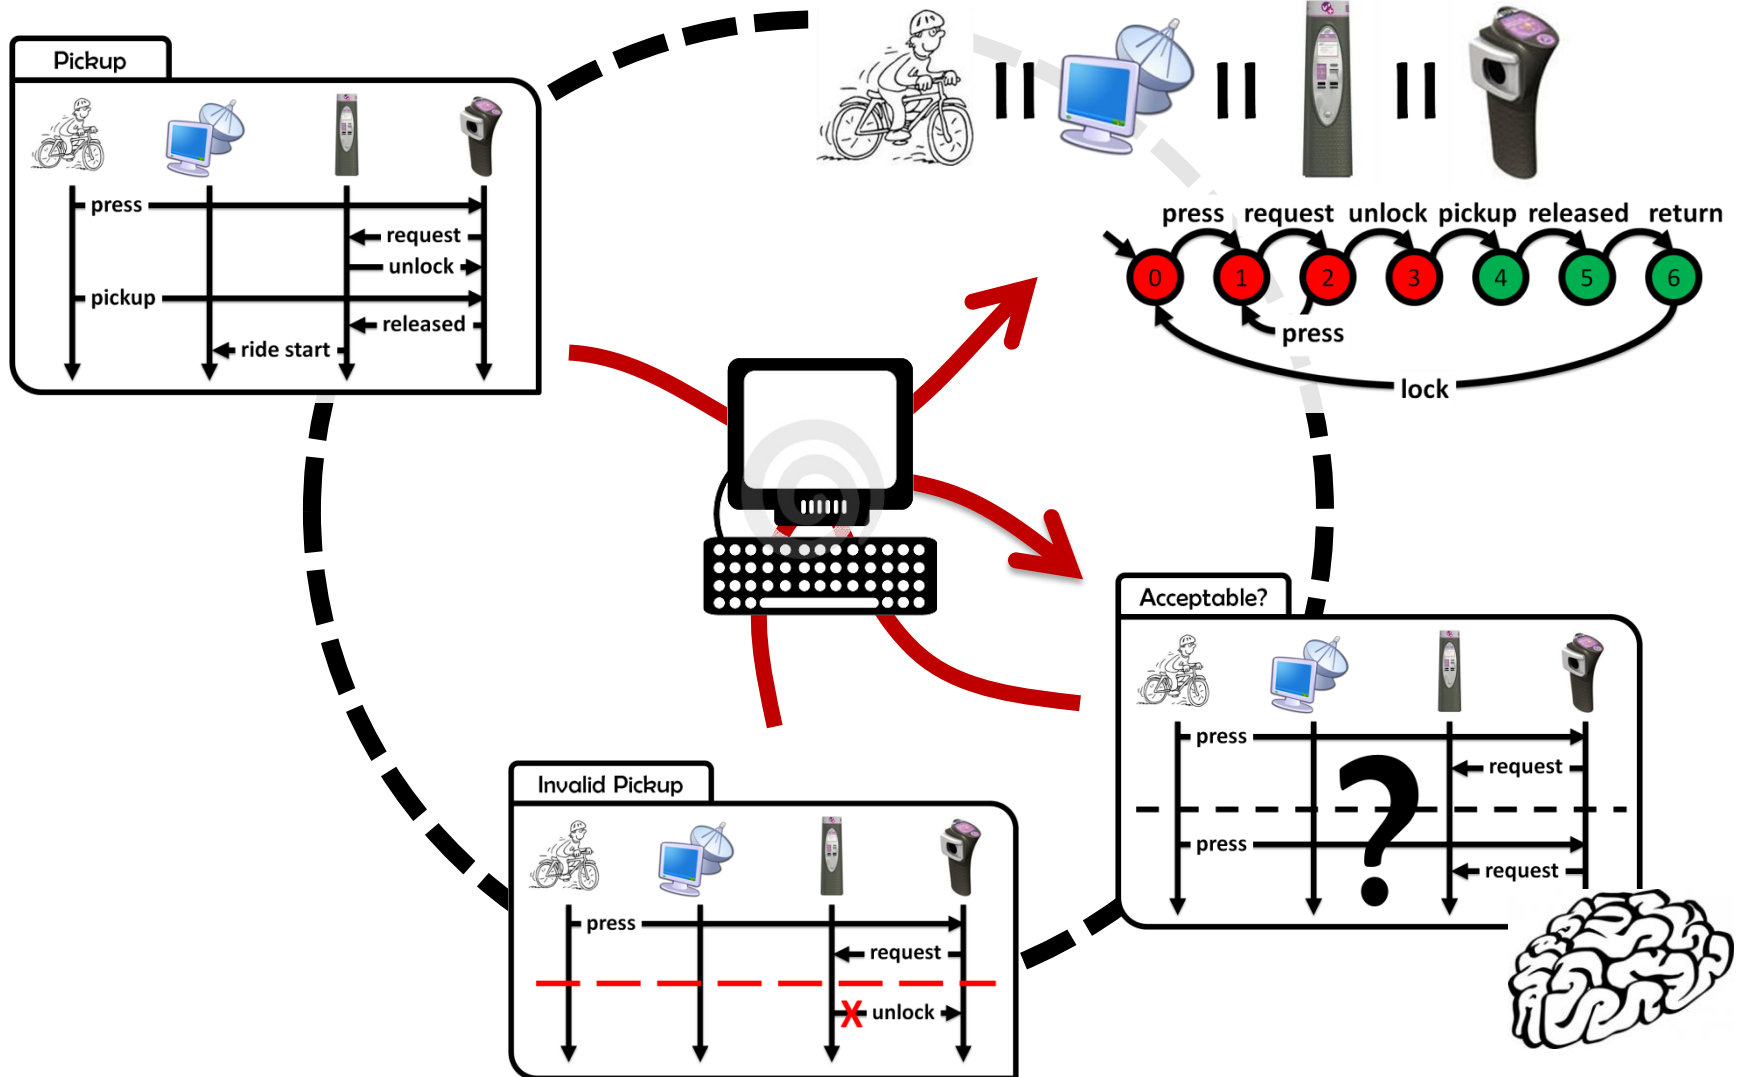 Pickup
press
request
unlock
pickup
released
ride start
press request unlock pickup released return
0 1 2 3 4 5 6
press
lock
Acceptable?
press
request
?
press
request
Invalid Pickup
press
request
X unlock